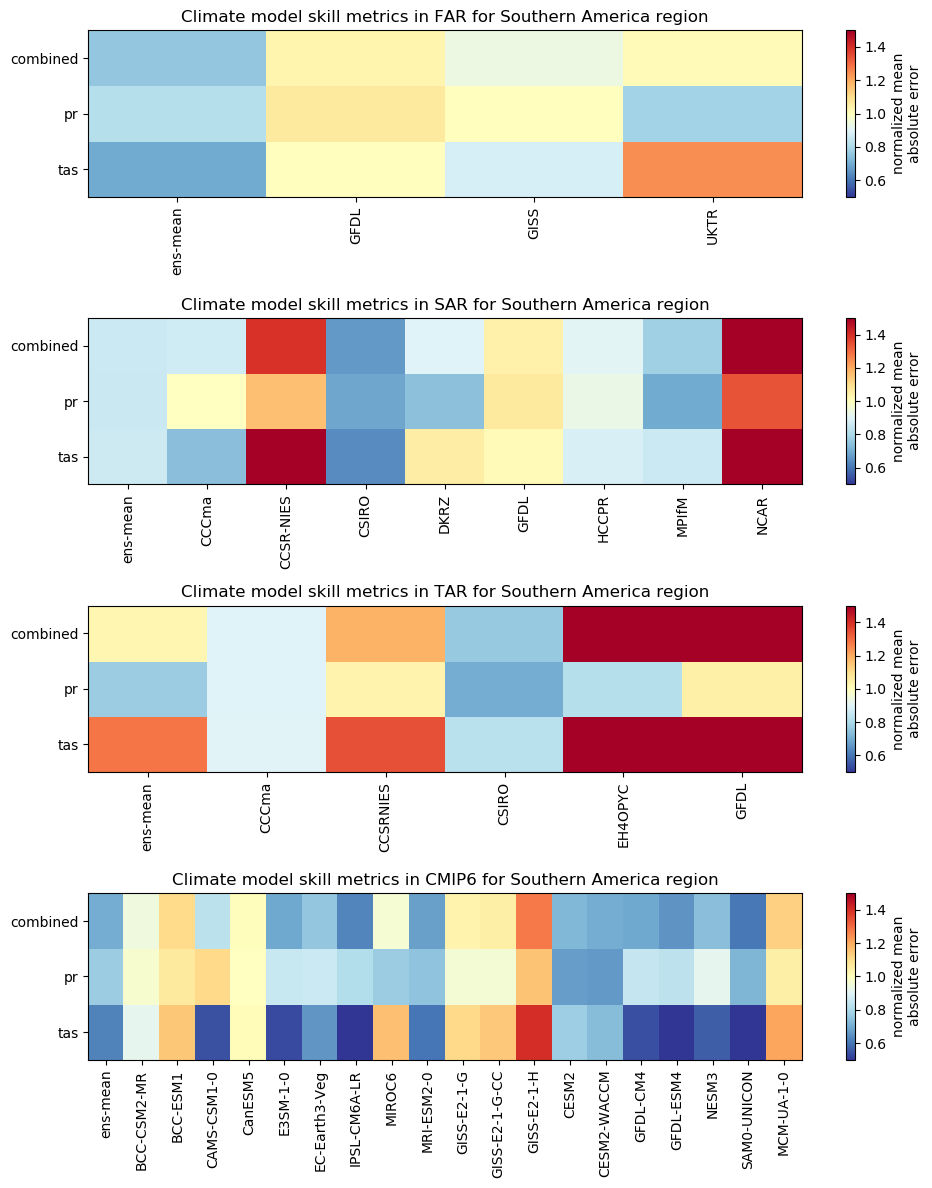 Climate model skill metrics in FAR for Southern America region
combined
pr
tas
ens-mean
GFDL
GISS
UKTR
1.4
1.2
1.0
0.8
0.6
normalized mean
absolute error
Climate model skill metrics in SAR for Southern America region
combined
pr
tas
ens-mean
CCCma
CCSR-NIES
CSIRO
DKRZ
GFDL
HCCPR
MPIfM
NCAR
1.4
1.2
1.0
0.8
0.6
normalized mean
absolute error
Climate model skill metrics in TAR for Southern America region
combined
pr
tas
ens-mean
CCCma
CCSRNIES
CSIRO
EH4OPYC
GFDL
1.4
1.2
1.0
0.8
0.6
normalized mean
absolute error
Climate model skill metrics in CMIP6 for Southern America region
combined
pr
tas
ens-mean
BCC-CSM2-MR
BCC-ESM1
CAMS-CSM1-0
CanESM5
E3SM-1-0
EC-Earth3-Veg
IPSL-CM6A-LR
MIROC6
MRI-ESM2-0
GISS-E2-1-G
GISS-E2-1-G-CC
GISS-E2-1-H
CESM2
CESM2-WACCM
GFDL-CM4
GFDL-ESM4
NESM3
SAM0-UNICON
MCM-UA-1-0
1.4
1.2
1.0
0.8
0.6
normalized mean
absolute error